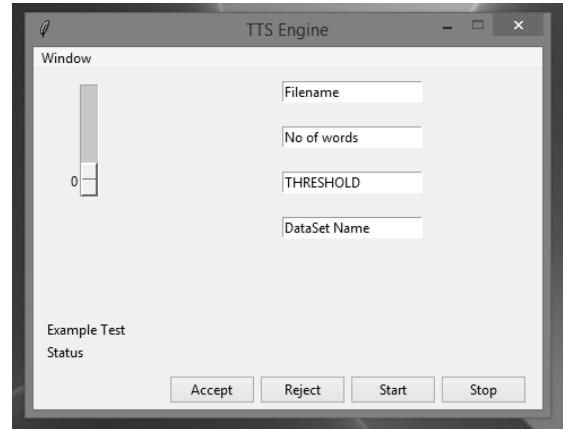 TTS Engine
Window
Filename
No of words
0
THRESHOLD
DataSet Name
Example Test
Status
Accept Reject Start Stop